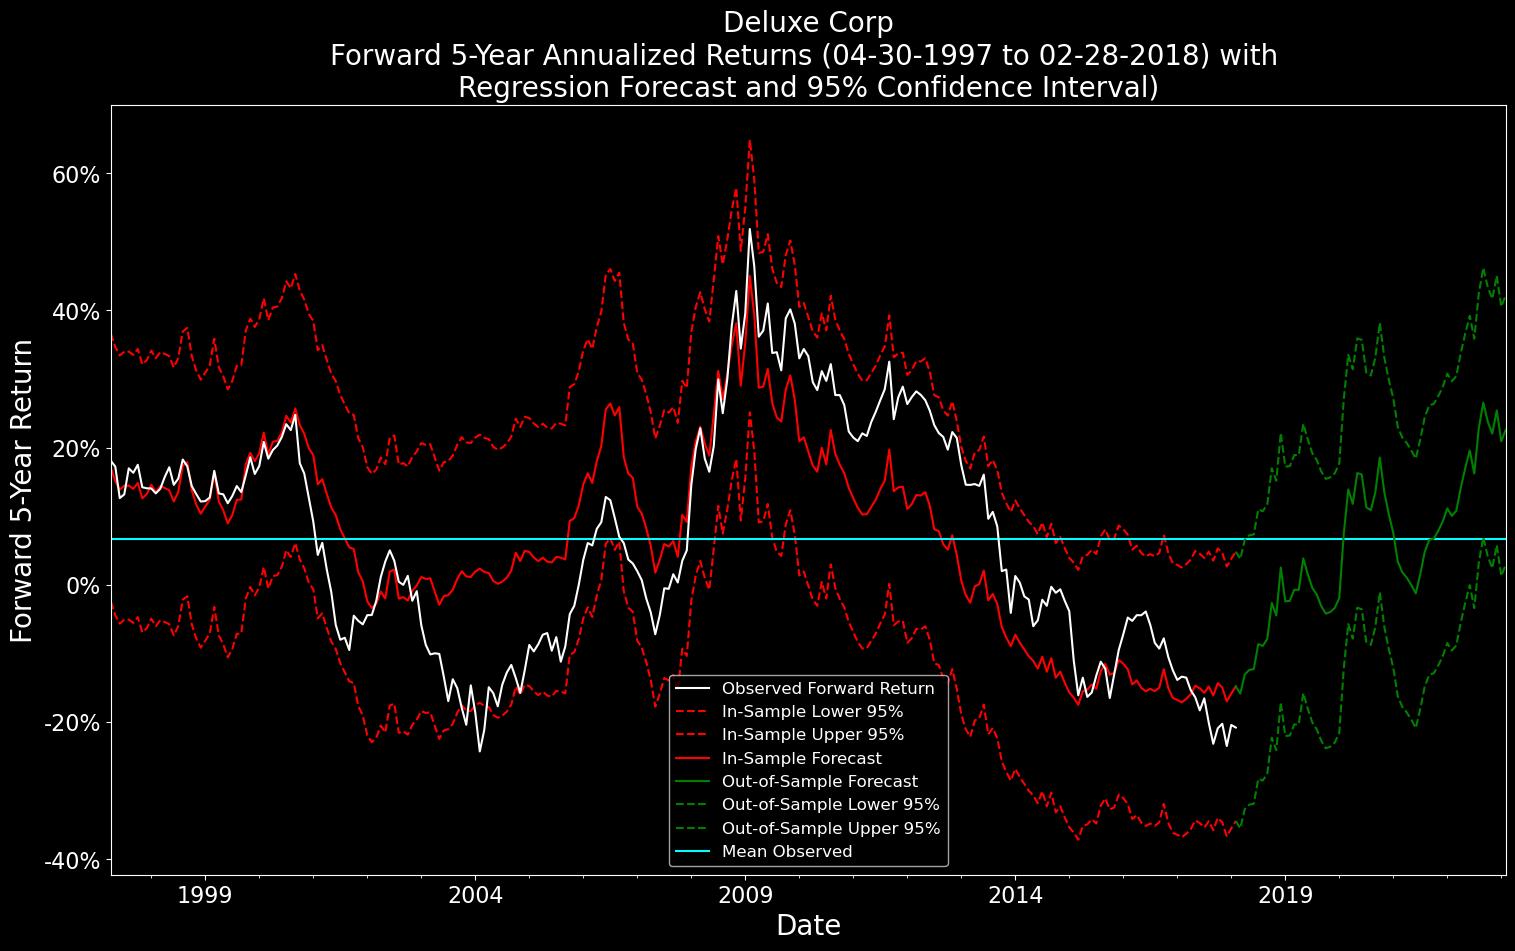 Deluxe Corp
Forward 5-Year Annualized Returns (04-30-1997 to 02-28-2018) with
Regression Forecast and 95% Confidence Interval)
60%
40%
20%
0%
-20%
-40%
Forward 5-Year Return
Observed Forward Return
In-Sample Lower 95%
In-Sample Upper 95%
In-Sample Forecast
Out-of-Sample Forecast
Out-of-Sample Lower 95%
Out-of-Sample Upper 95%
Mean Observed
1999
2004
2009
2014
2019
Date